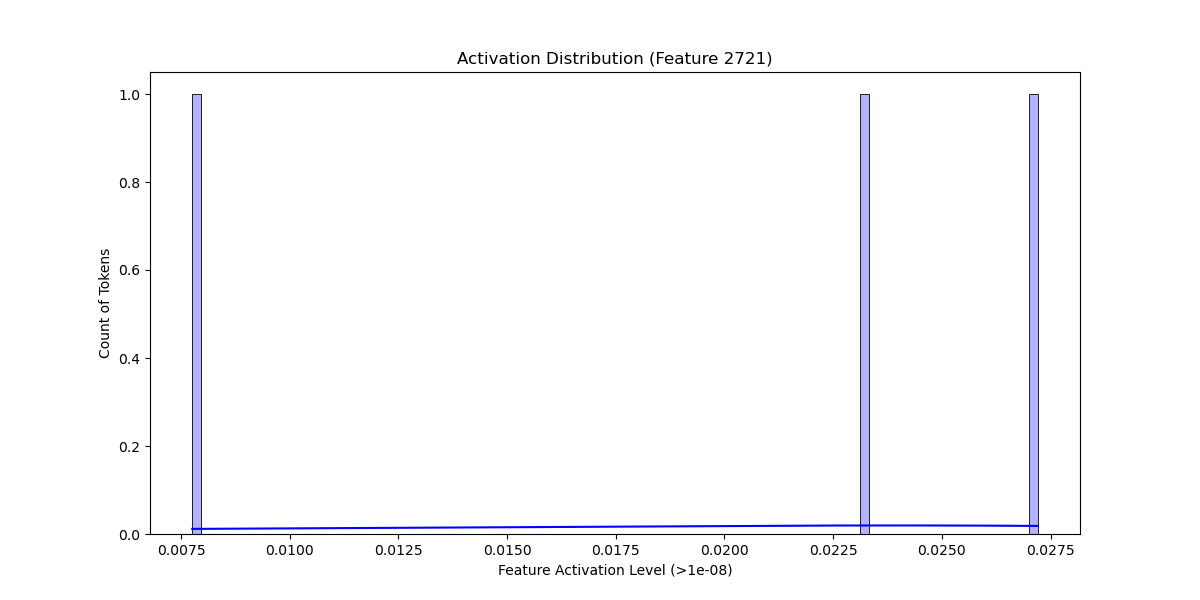 Activation Distribution (Feature 2721)
Count of Tokens
1.0
0.8
0.6
0.4
0.2
0.0
0.0075 0.0100 0.0125 0.0150 0.0175 0.0200 0.0225 0.0250 0.0275
Feature Activation Level (>1e-08)